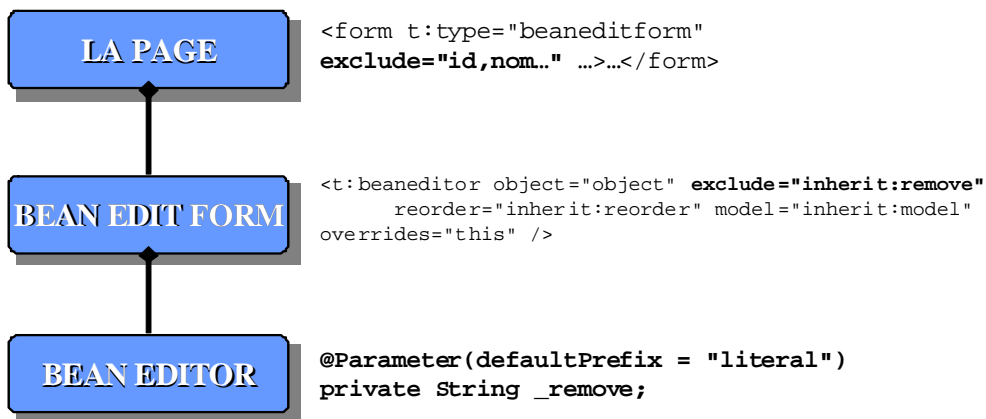 LA PAGE
<form t:type="beaneditform"
exclude="id,nom…" …>…</form>
BEAN EDIT FORM
<t:beaneditor object="object" exclude="inherit:remove"
reorder="inherit:reorder" model="inherit:model"
overrides="this" />
BEAN EDITOR
@Parameter(defaultPrefix = "literal")
private String _remove;